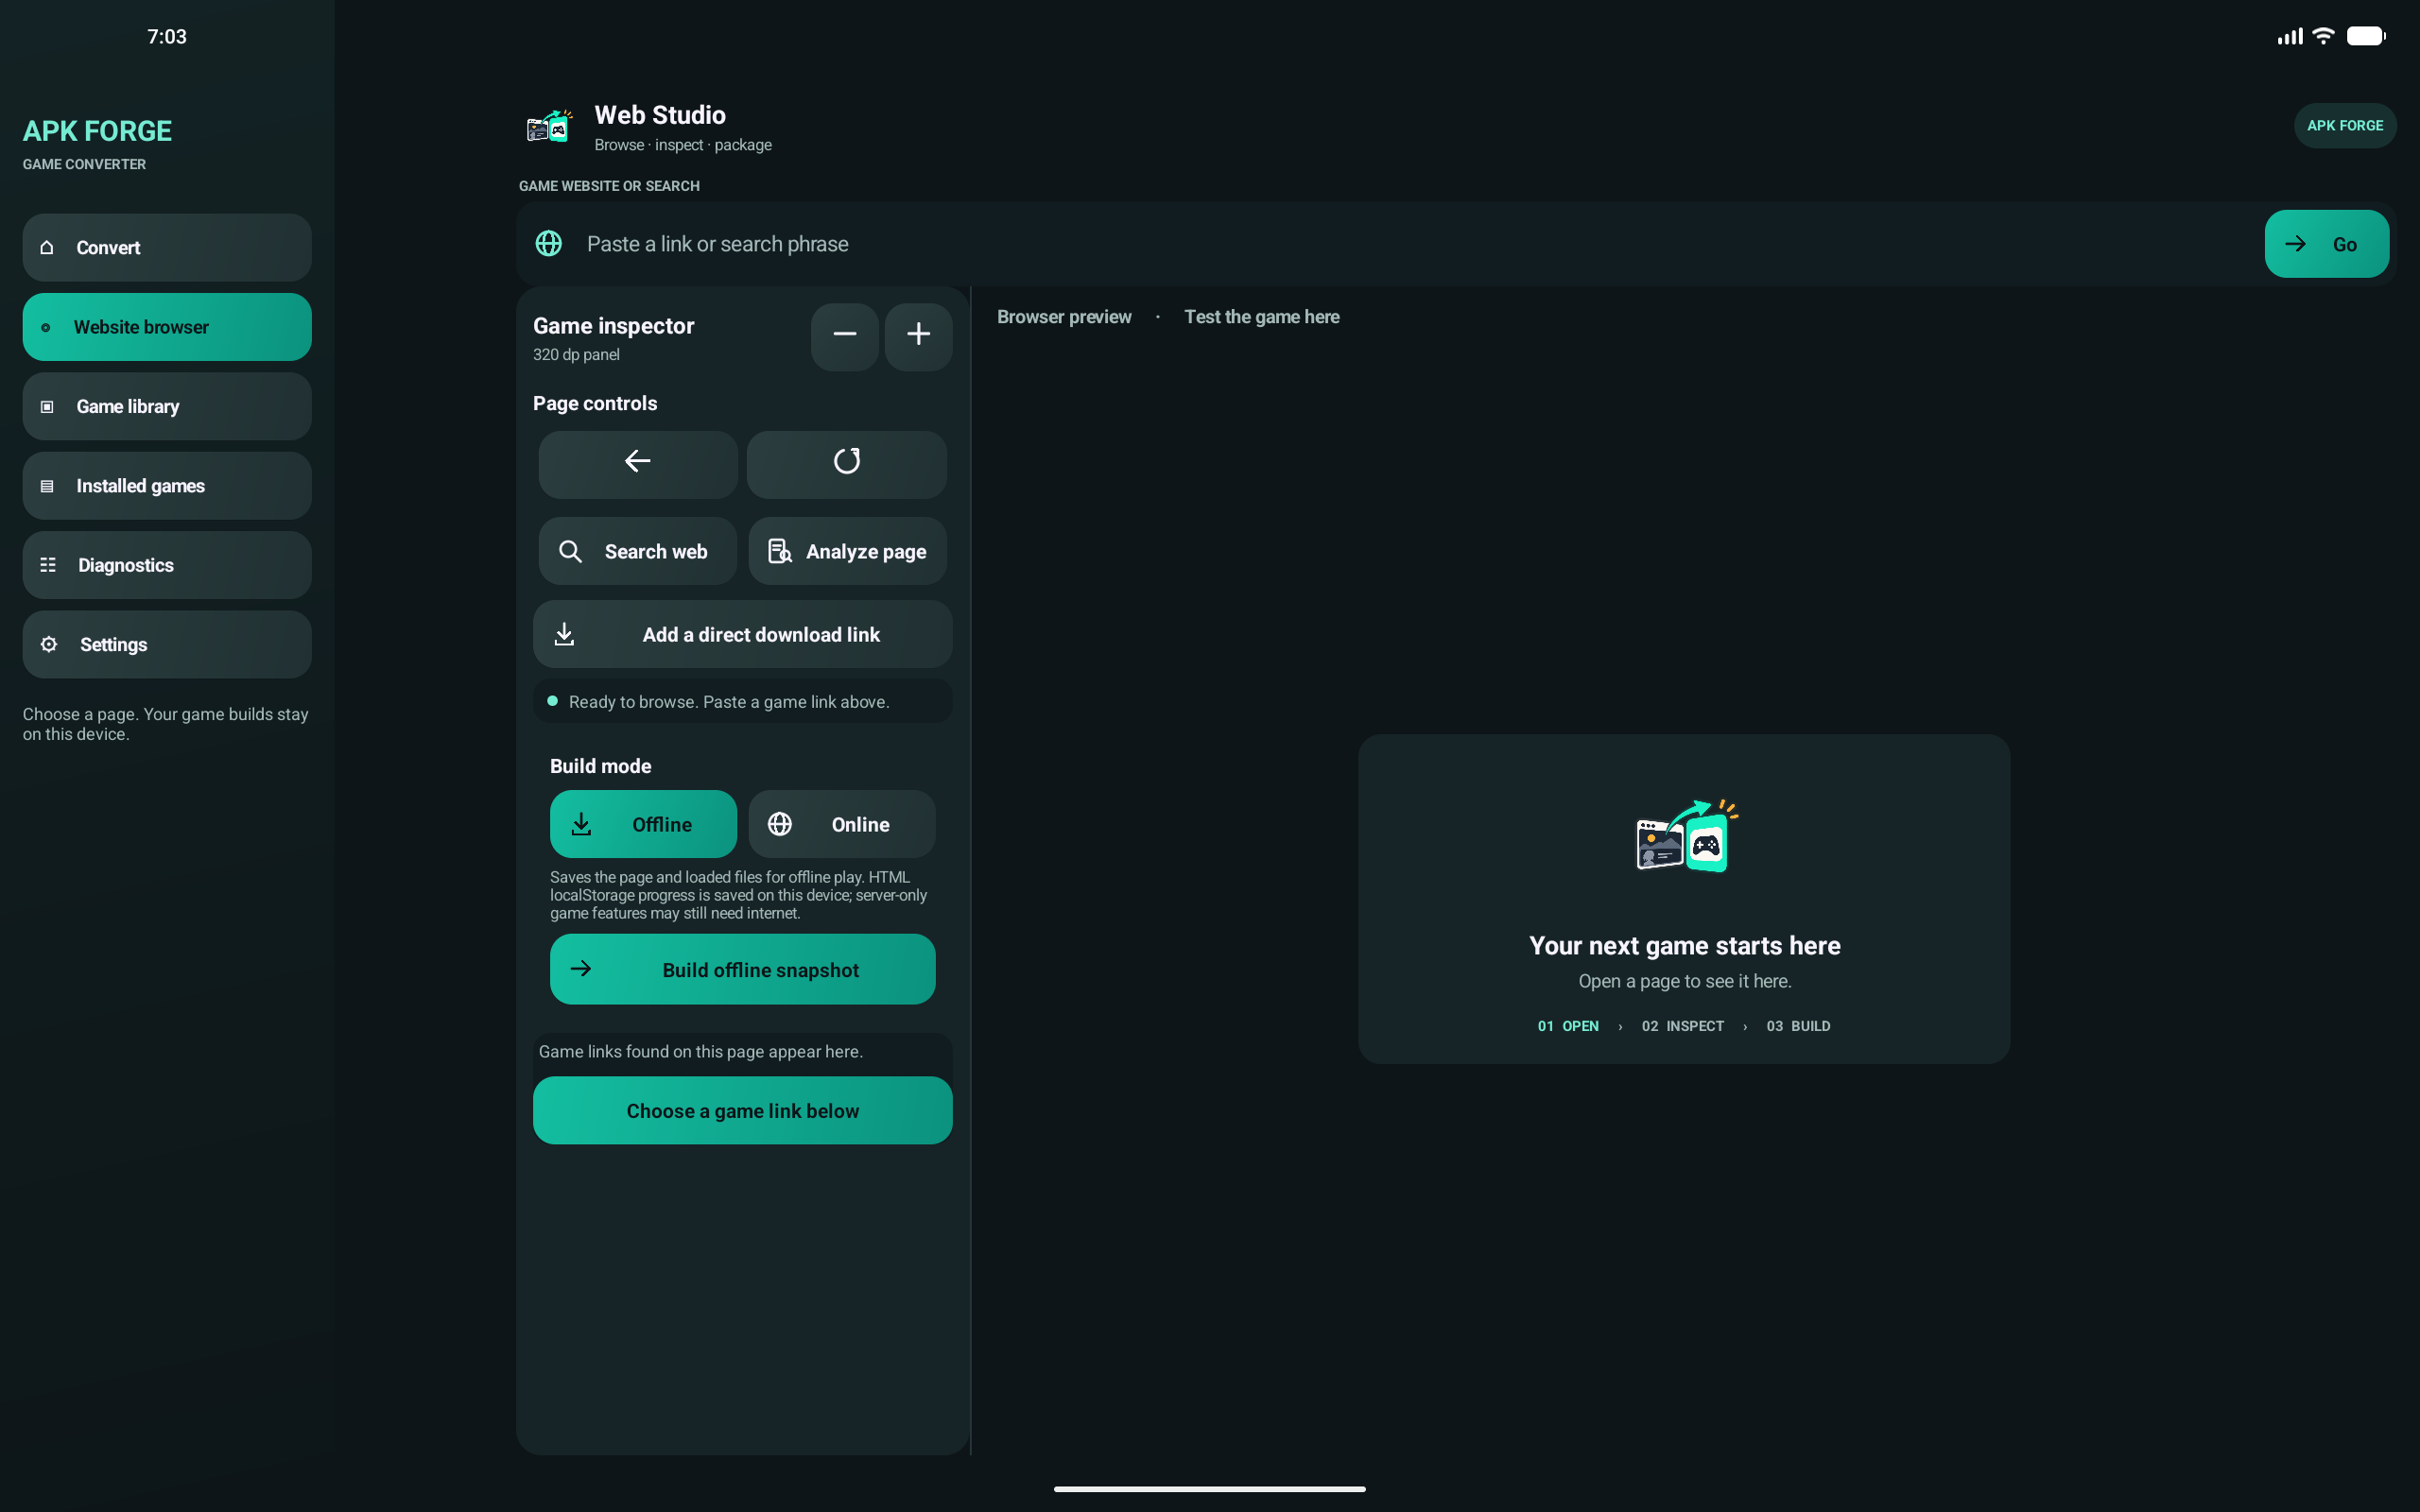 7:03
APK FORGE
GAME CONVERTER
Convert
Website browser
Game library
Installed games
Diagnostics
Settings
Choose a page. Your game builds stay
on this device.
Web Studio
Browse · inspect · package
APK FORGE
GAME WEBSITE OR SEARCH
Paste a link or search phrase
Go
Game inspector
320 dp panel
Page controls
Search web
Analyze page
Add a direct download link
Ready to browse. Paste a game link above.
Build mode
Offline
Online
Saves the page and loaded files for offline play. HTML
localStorage progress is saved on this device; server-only
game features may still need internet.
Build offline snapshot
Game links found on this page appear here.
Choose a game link below
Browser preview · Test the game here
Your next game starts here
Open a page to see it here.
01 OPEN › 02 INSPECT › 03 BUILD